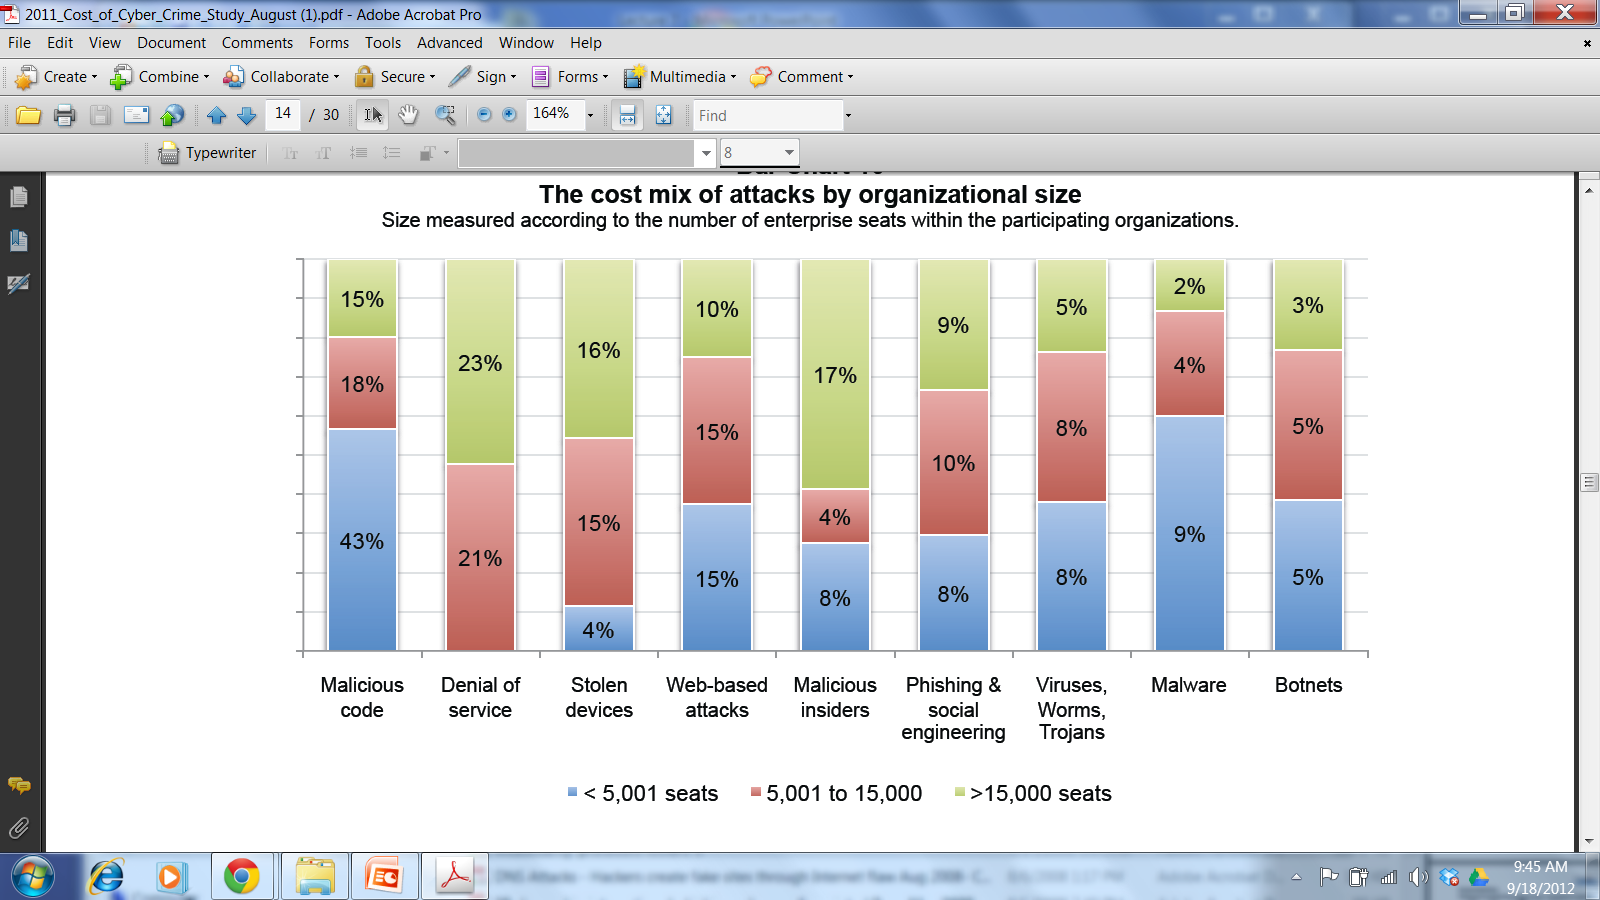 2011_Cost_of_Cyber_Crime_Study_August (1).pdf - Adobe Acrobat Pro
File Edit View Document Comments Forms Tools Advanced Window Help
Create Combine Collaborate Secure Sign Forms Multimedia Comment
14 / 30 164% Find
Typewriter 8
The cost mix of attacks by organizational size
Size measured according to the number of enterprise seats within the participating organizations.
15% 23% 16% 10% 17% 9% 5% 2% 3%
18% 21% 15% 15% 4% 10% 8% 4% 5%
43% 4% 15% 8% 8% 8% 9% 5%
Malicious code
Denial of service
Stolen devices
Web-based attacks
Malicious insiders
Phishing & social engineering
Viruses, Worms, Trojans
Malware
Botnets
< 5,001 seats 5,001 to 15,000 >15,000 seats
9:45 AM
9/18/2012